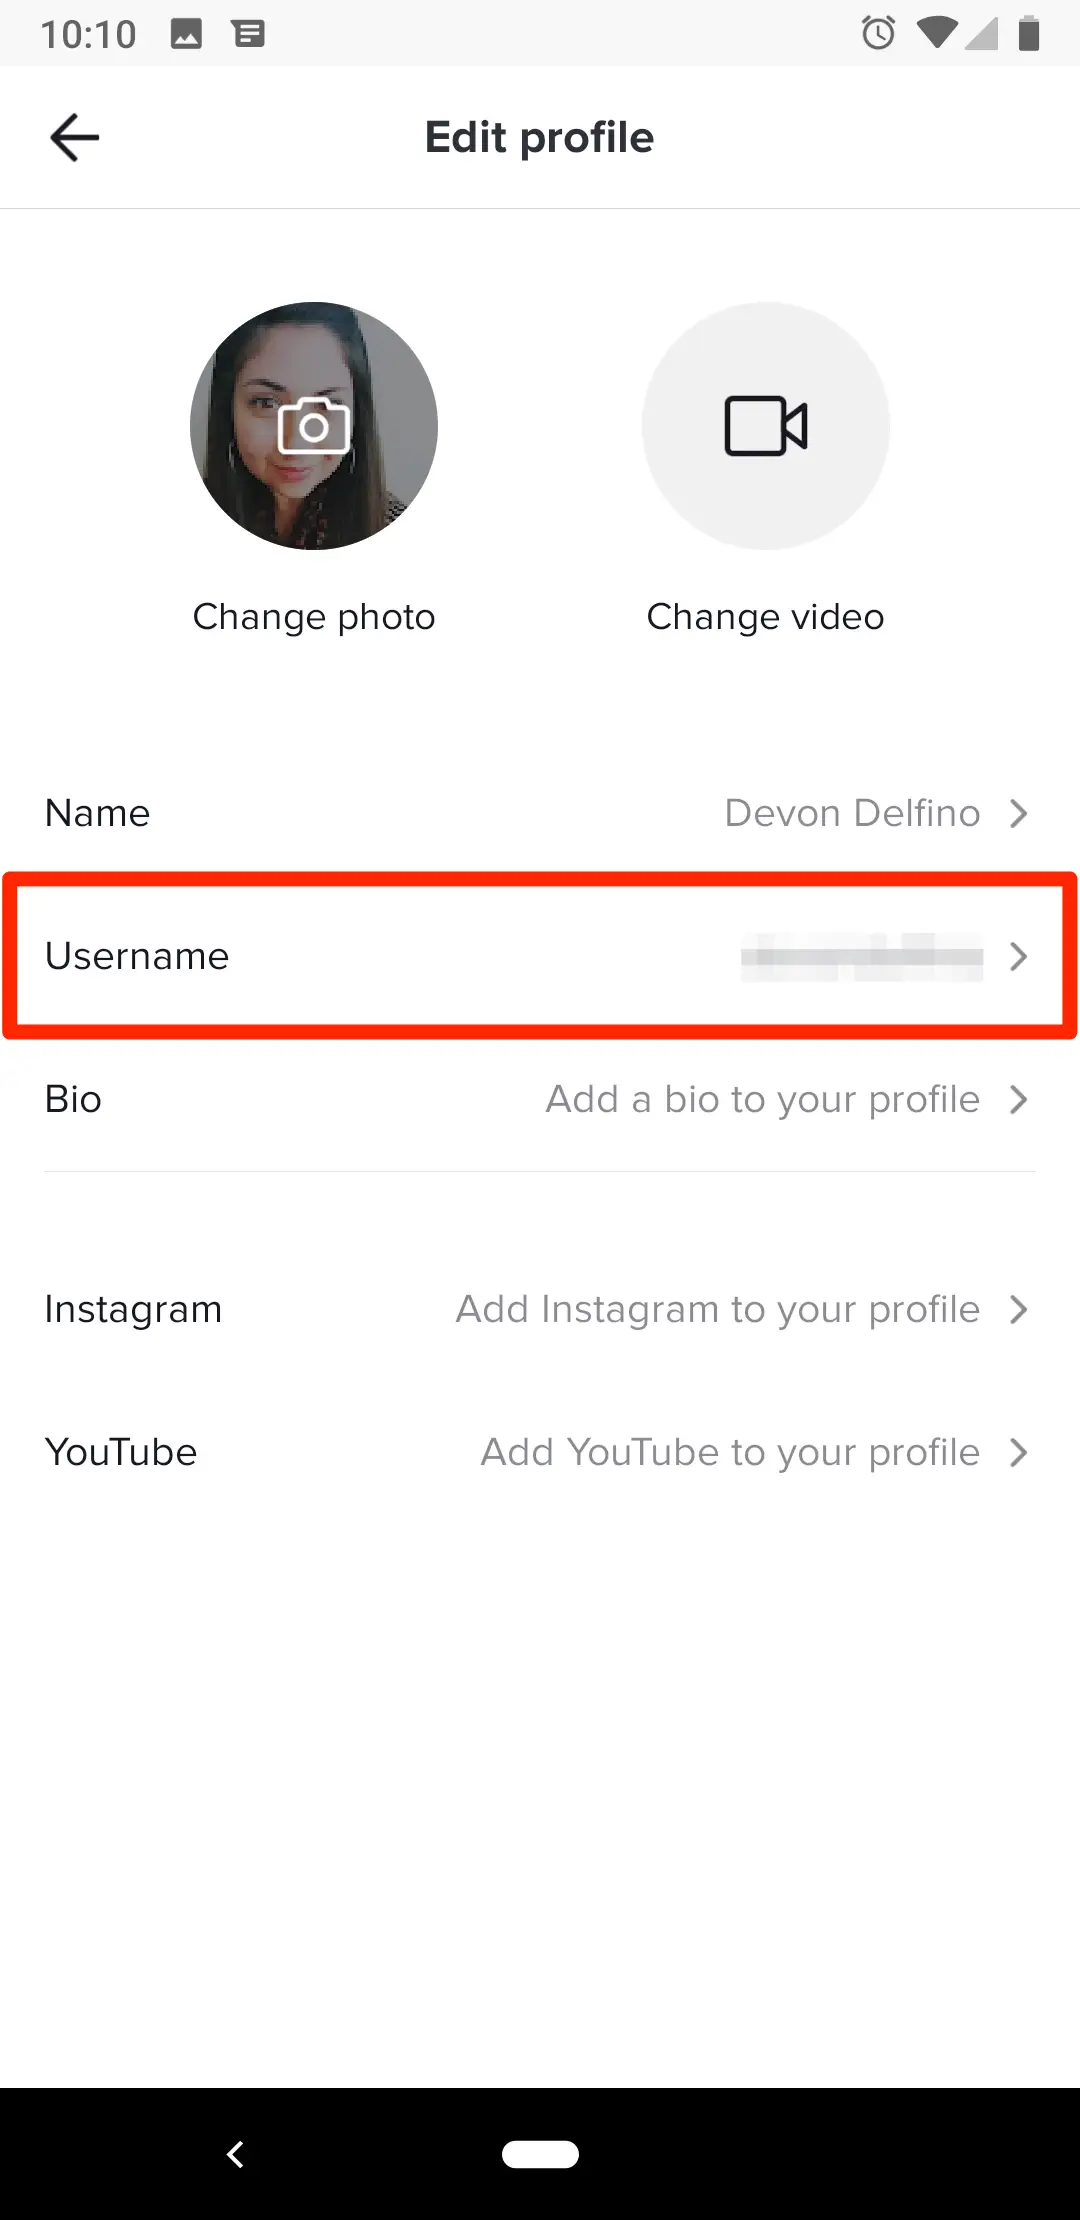 10:10
Edit profile
Change photo Change video
Name Devon Delfino
Username
Bio Add a bio to your profile
Instagram Add Instagram to your profile
YouTube Add YouTube to your profile